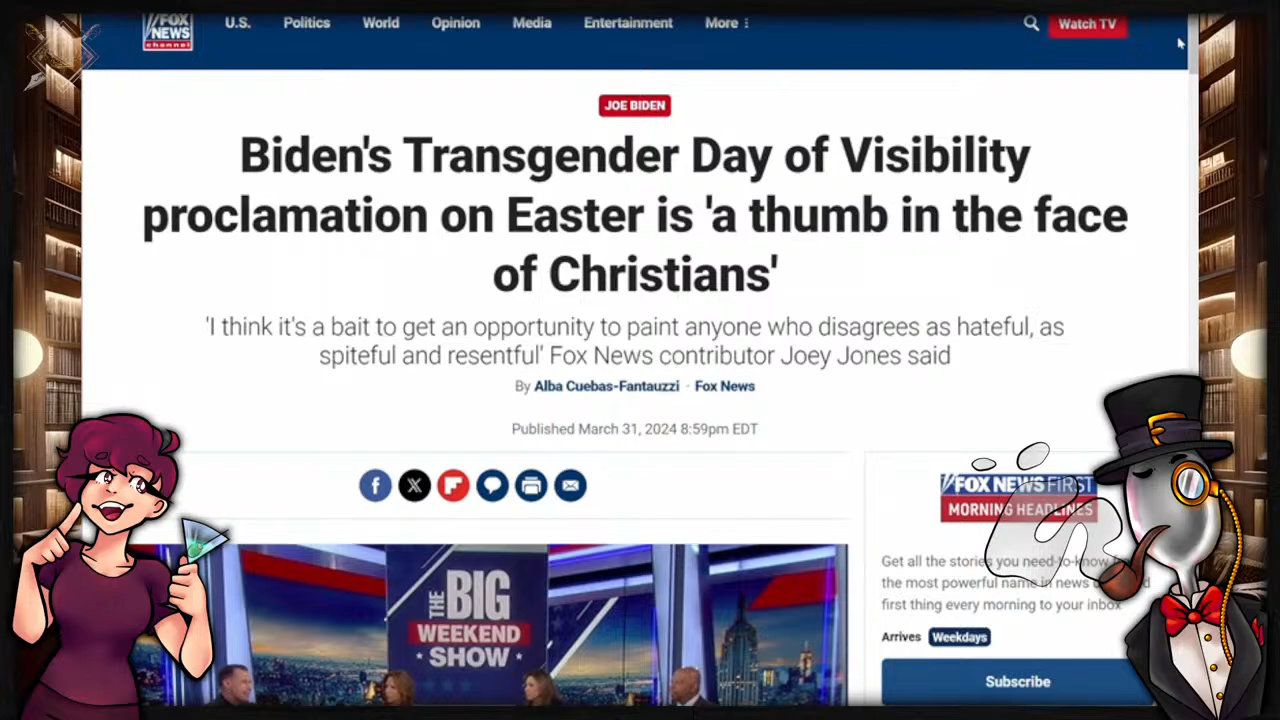 FOX
NEWS
channel
U.S.
Politics
World
Opinion
Media
Entertainment
More
Watch TV
JOE BIDEN
Biden's Transgender Day of Visibility
proclamation on Easter is 'a thumb in the face
of Christians'
'I think it's a bait to get an opportunity to paint anyone who disagrees as hateful, as
spiteful and resentful' Fox News contributor Joey Jones said
By Alba Cuebas-Fantauzzi · Fox News
Published March 31, 2024 8:59pm EDT
THE BIG
WEEKEND
SHOW
FOX NEWS FIRST
MORNING HEADLINES
Get all the stories you need-to-know
the most powerful name in news
first thing every morning to your inbox
Arrives Weekdays
Subscribe